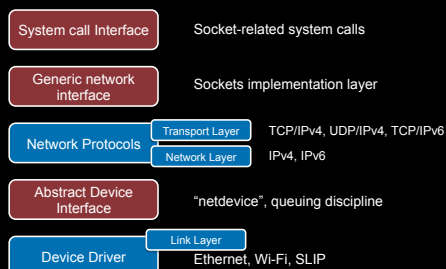 System call Interface
Socket-related system calls
Generic network
interface
Sockets implementation layer
Network Protocols
Transport Layer
TCP/IPv4, UDP/IPv4, TCP/IPv6
Network Layer
IPv4, IPv6
Abstract Device
Interface
“netdevice”, queuing discipline
Link Layer
Device Driver
Ethernet, Wi-Fi, SLIP